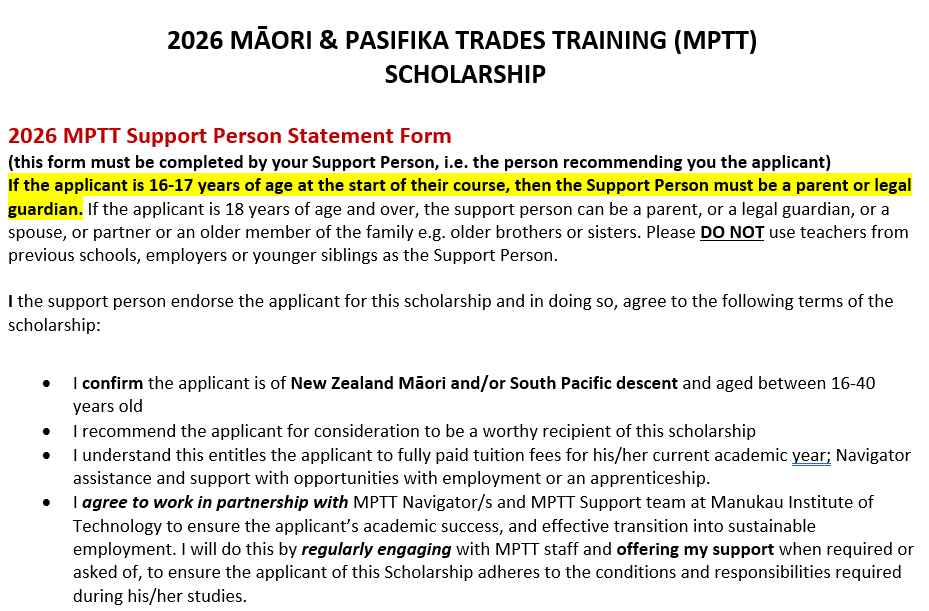 2026 MĀORI & PASIFIKA TRADES TRAINING (MPTT)
SCHOLARSHIP
2026 MPTT Support Person Statement Form
(this form must be completed by your Support Person, i.e. the person recommending you the applicant)
If the applicant is 16-17 years of age at the start of their course, then the Support Person must be a parent or legal
guardian. If the applicant is 18 years of age and over, the support person can be a parent, or a legal guardian, or a
spouse, or partner or an older member of the family e.g. older brothers or sisters. Please DO NOT use teachers from
previous schools, employers or younger siblings as the Support Person.
I the support person endorse the applicant for this scholarship and in doing so, agree to the following terms of the
scholarship:
• I confirm the applicant is of New Zealand Māori and/or South Pacific descent and aged between 16-40
years old
• I recommend the applicant for consideration to be a worthy recipient of this scholarship
• I understand this entitles the applicant to fully paid tuition fees for his/her current academic year; Navigator
assistance and support with opportunities with employment or an apprenticeship.
• I agree to work in partnership with MPTT Navigator/s and MPTT Support team at Manukau Institute of
Technology to ensure the applicant's academic success, and effective transition into sustainable
employment. I will do this by regularly engaging with MPTT staff and offering my support when required or
asked of, to ensure the applicant of this Scholarship adheres to the conditions and responsibilities required
during his/her studies.